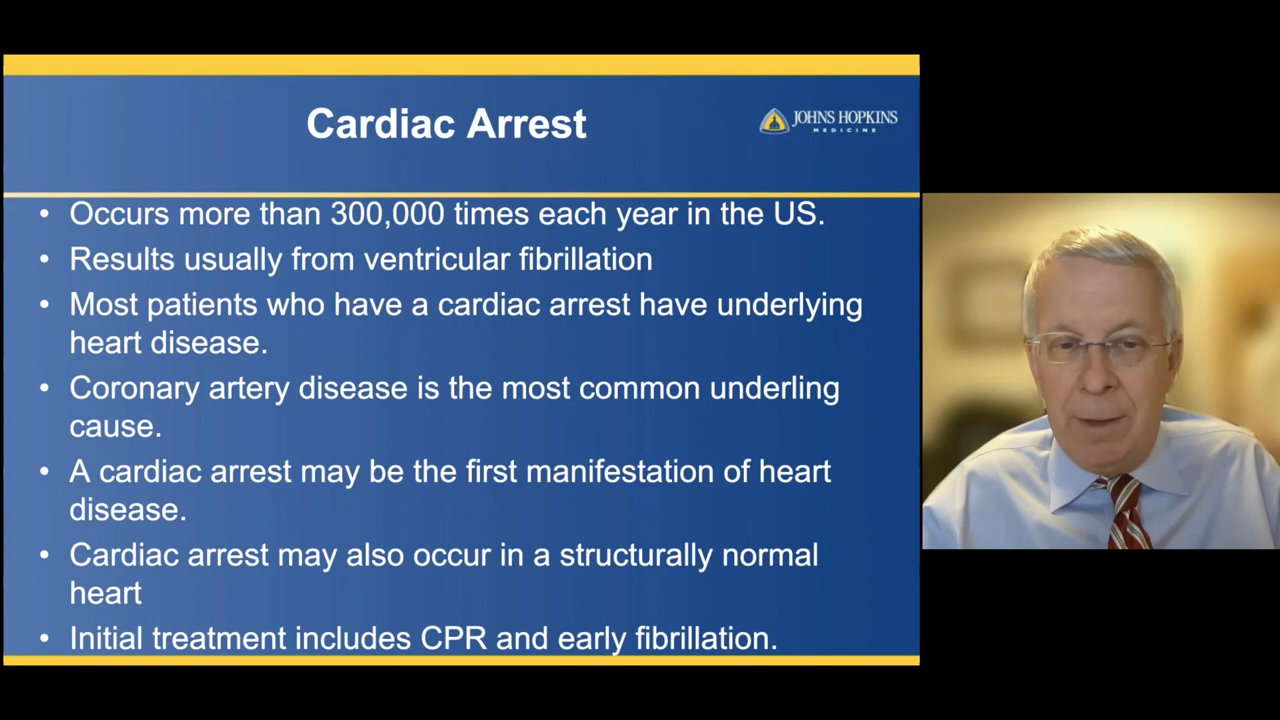 Cardiac Arrest
JOHNS HOPKINS
MEDICINE
• Occurs more than 300,000 times each year in the US.
• Results usually from ventricular fibrillation
• Most patients who have a cardiac arrest have underlying
heart disease.
• Coronary artery disease is the most common underling
cause.
• A cardiac arrest may be the first manifestation of heart
disease.
• Cardiac arrest may also occur in a structurally normal
heart
• Initial treatment includes CPR and early fibrillation.